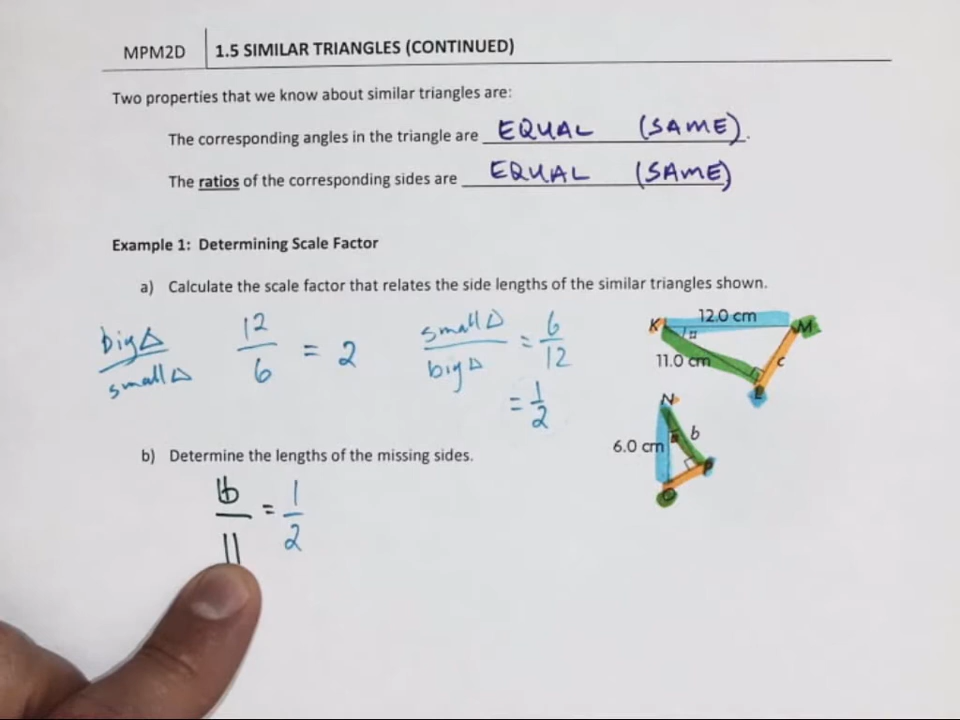 MPM2D 1.5 SIMILAR TRIANGLES (CONTINUED)
Two properties that we know about similar triangles are:
The corresponding angles in the triangle are EQUAL (SAME).
The ratios of the corresponding sides are EQUAL (SAME)
Example 1: Determining Scale Factor
a) Calculate the scale factor that relates the side lengths of the similar triangles shown.
big△/small△ 12/6 = 2
small△/big△ = 6/12
= 1/2
K 12.0 cm M
11.0 cm c
L
N
6.0 cm b
O P
b) Determine the lengths of the missing sides.
b/11 = 1/2